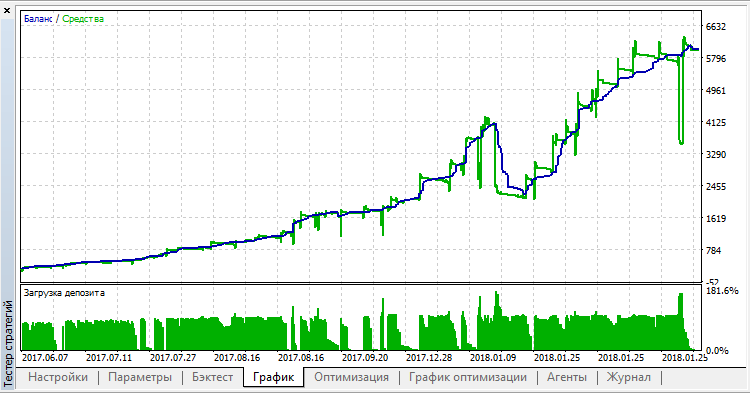 Баланс / Средства
6632
5796
4961
4125
3290
2455
1619
784
-52
Загрузка депозита
181.6%
0.0%
2017.06.07 2017.07.11 2017.07.27 2017.08.16 2017.08.16 2017.09.20 2017.12.28 2018.01.09 2018.01.25 2018.01.25 2018.01.25
Тестер стратегий
Настройки Параметры Бэктест График Оптимизация График оптимизации Агенты Журнал